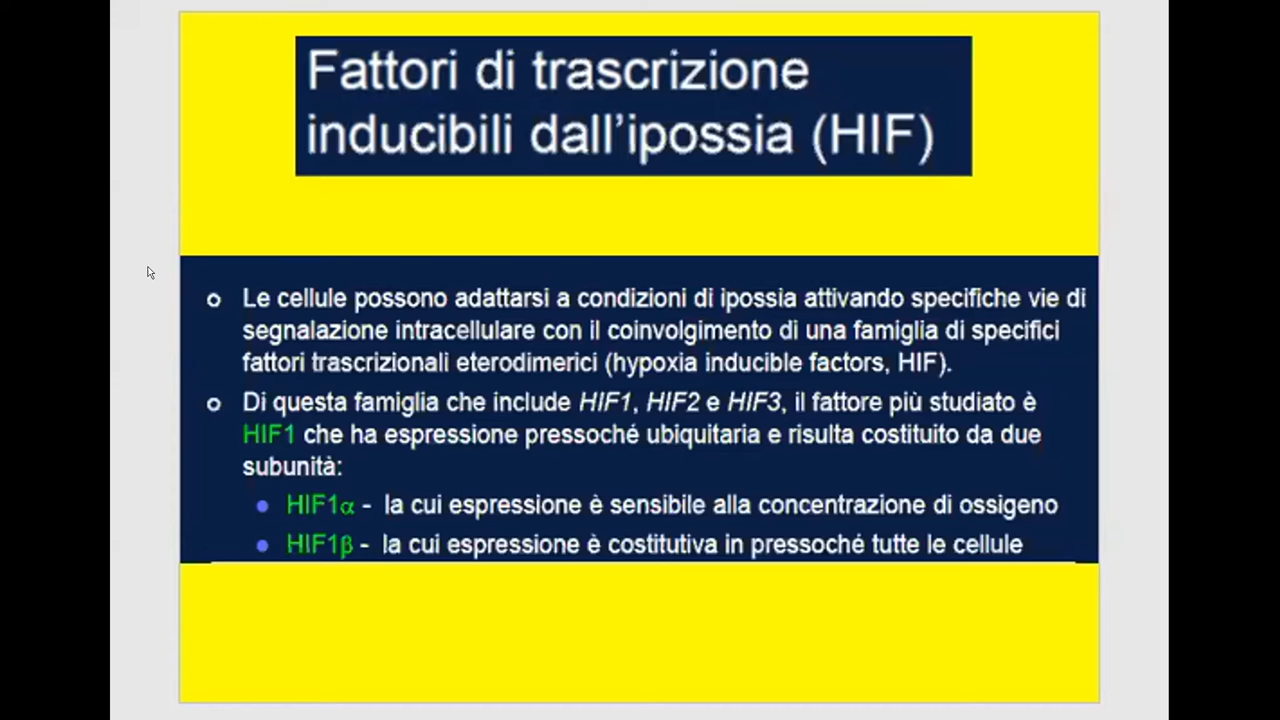 Fattori di trascrizione
inducibili dall'ipossia (HIF)
o Le cellule possono adattarsi a condizioni di ipossia attivando specifiche vie di
segnalazione intracellulare con il coinvolgimento di una famiglia di specifici
fattori trascrizionali eterodimerici (hypoxia inducible factors, HIF).
o Di questa famiglia che include HIF1, HIF2 e HIF3, il fattore più studiato è
HIF1 che ha espressione pressoché ubiquitaria e risulta costituito da due
subunità:
• HIF1α - la cui espressione è sensibile alla concentrazione di ossigeno
• HIF1β - la cui espressione è costitutiva in pressoché tutte le cellule